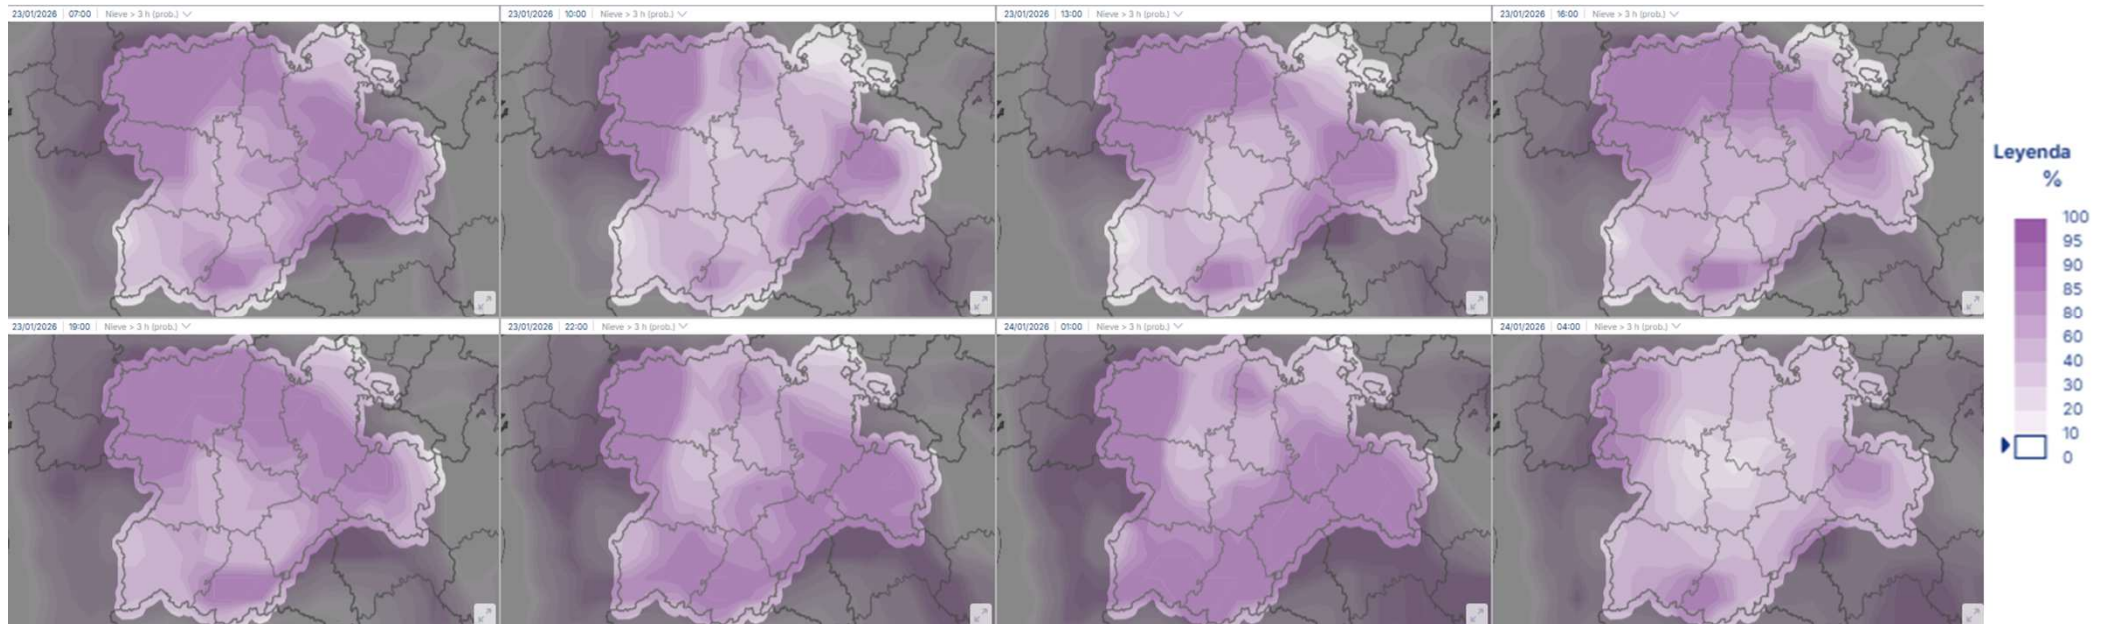 23/01/2026 07:00 Nieve > 3 h (prob.)
23/01/2026 10:00 Nieve > 3 h (prob.)
23/01/2026 13:00 Nieve > 3 h (prob.)
23/01/2026 16:00 Nieve > 3 h (prob.)
23/01/2026 19:00 Nieve > 3 h (prob.)
23/01/2026 22:00 Nieve > 3 h (prob.)
24/01/2026 01:00 Nieve > 3 h (prob.)
24/01/2026 04:00 Nieve > 3 h (prob.)
Leyenda
%
100
95
90
85
80
60
40
30
20
10
0